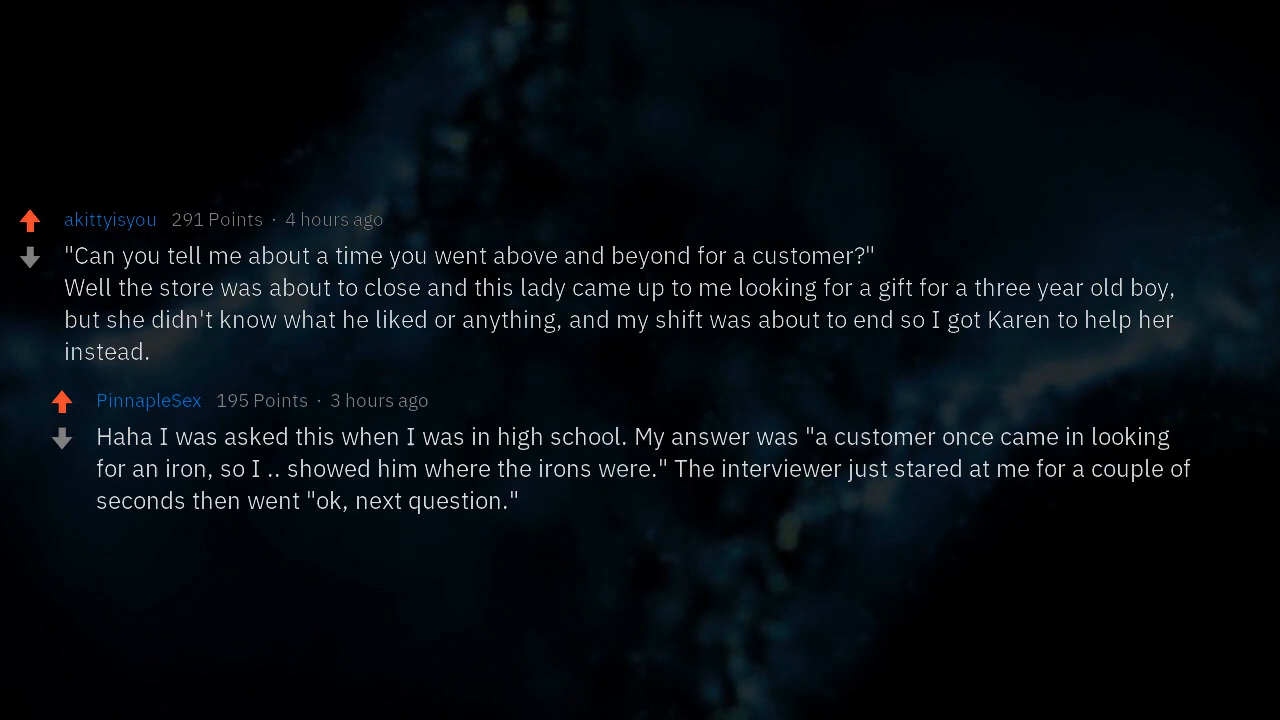 akittyisyou 291 Points · 4 hours ago
"Can you tell me about a time you went above and beyond for a customer?"
Well the store was about to close and this lady came up to me looking for a gift for a three year old boy,
but she didn't know what he liked or anything, and my shift was about to end so I got Karen to help her
instead.
PinnapleSex 195 Points · 3 hours ago
Haha I was asked this when I was in high school. My answer was "a customer once came in looking
for an iron, so I .. showed him where the irons were." The interviewer just stared at me for a couple of
seconds then went "ok, next question."